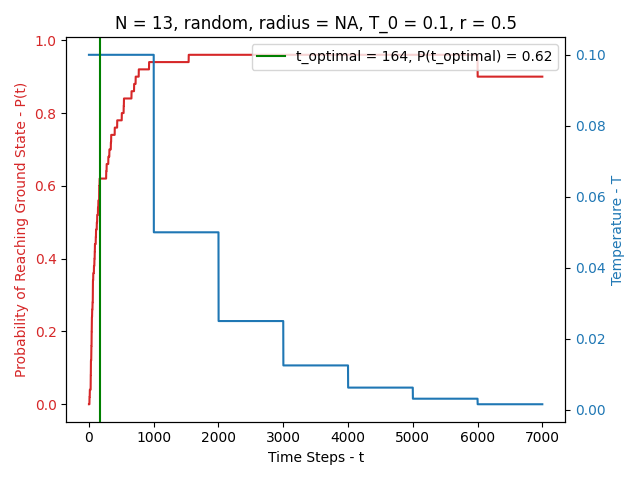 N = 13, random, radius = NA, T_0 = 0.1, r = 0.5
t_optimal = 164, P(t_optimal) = 0.62
Probability of Reaching Ground State - P(t)
1.0
0.8
0.6
0.4
0.2
0.0
0.10
0.08
0.06
0.04
0.02
0.00
Temperature - T
0 1000 2000 3000 4000 5000 6000 7000
Time Steps - t